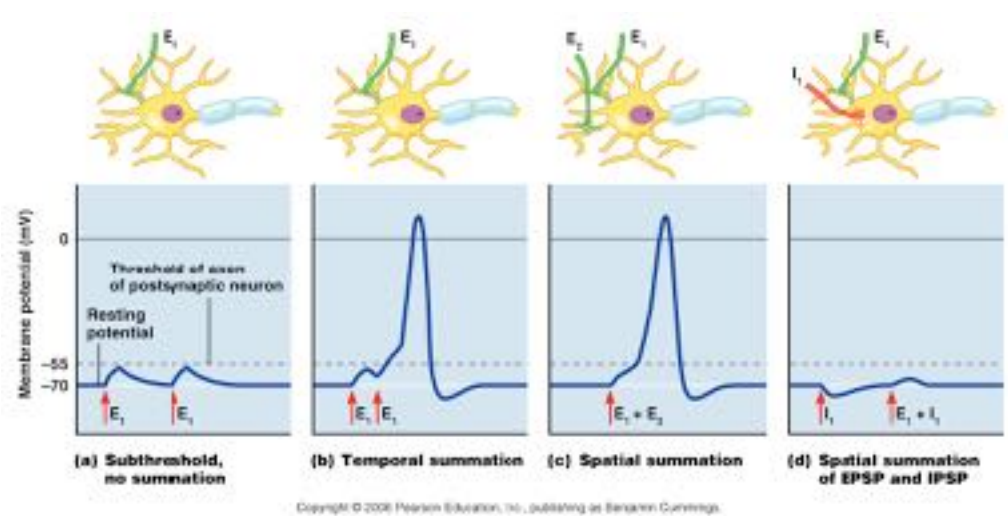 E1
E1
E2
E1
I1
E1
Membrane potential (mV)
0
–55
–70
Threshold of axon
of postsynaptic neuron
Resting
potential
E1
E1
E1
E1
E1 + E2
I1
E1 + I1
(a) Subthreshold,
no summation
(b) Temporal summation
(c) Spatial summation
(d) Spatial summation
of EPSP and IPSP
Copyright © 2008 Pearson Education, Inc., publishing as Benjamin Cummings.